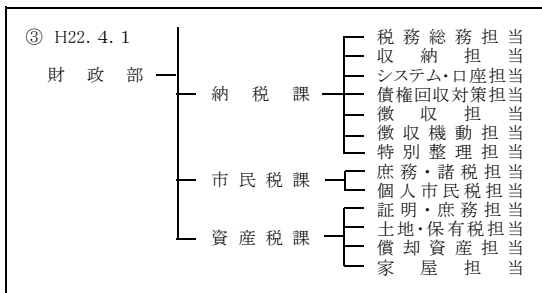 ③ H22. 4. 1
財政部
納税課
税務総務担当
収納担当
システム・口座担当
債権回収対策担当
徴収担当
徴収機動担当
特別整理担当
市民税課
庶務・諸税担当
個人市民税担当
資産税課
証明・庶務担当
土地・保有税担当
償却資産担当
家屋担当